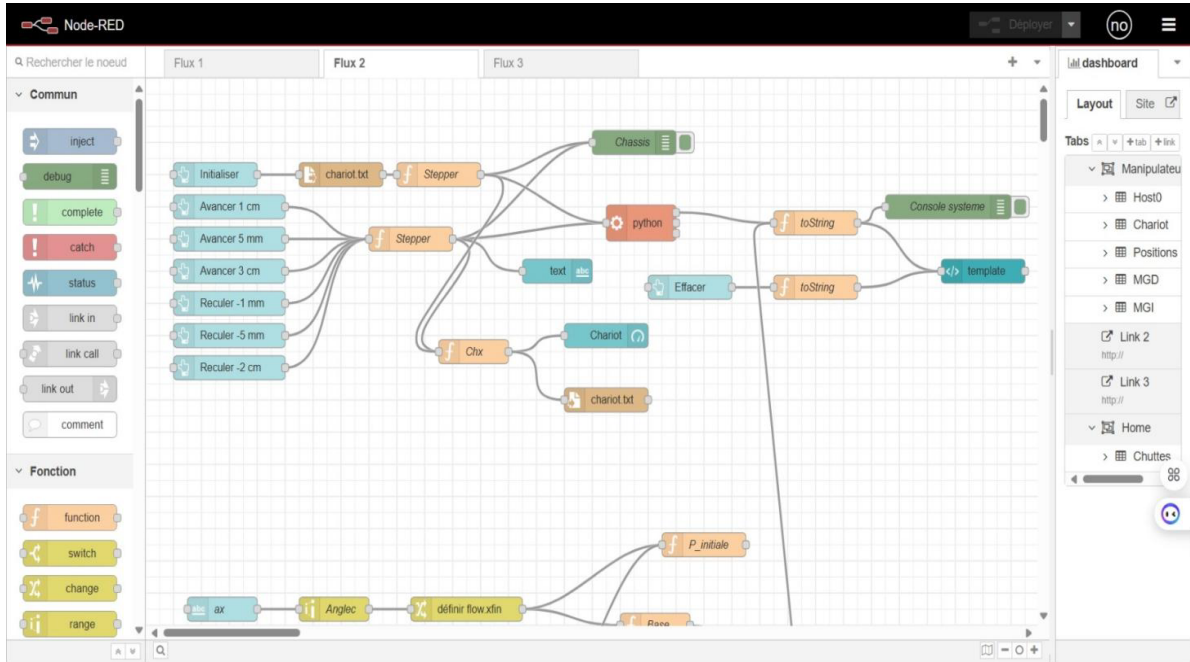 Node-RED
Déployer
no
Rechercher le noeud
Flux 1
Flux 2
Flux 3
dashboard
Commun
inject
debug
complete
catch
status
link in
link call
link out
comment
Fonction
function
switch
change
range
Initialiser
chariot.txt
Stepper
Chassis
Avancer 1 cm
Avancer 5 mm
Avancer 3 cm
Reculer -1 mm
Reculer -5 mm
Reculer -2 cm
Stepper
python
text
abc
toString
Console systeme
Effacer
toString
template
Chx
Chariot
chariot.txt
P_initiale
abc
ax
Anglec
définir flow.xfin
Base
Layout
Site
Tabs
tab
link
Manipulateu
Host0
Chariot
Positions
MGD
MGI
Link 2
http://
Link 3
http://
Home
Chuttes